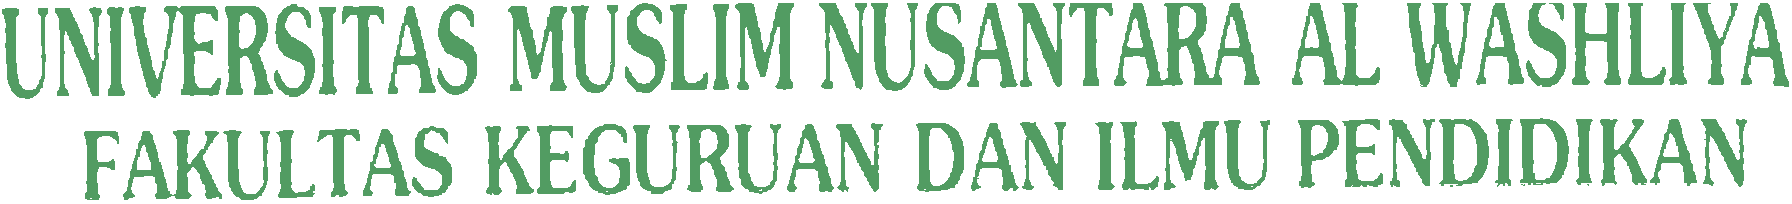 UNIVERSITAS MUSLIM NUSANTARA AL WASHLIYA
FAKULTAS KEGURUAN DAN ILMU PENDIDIKAN